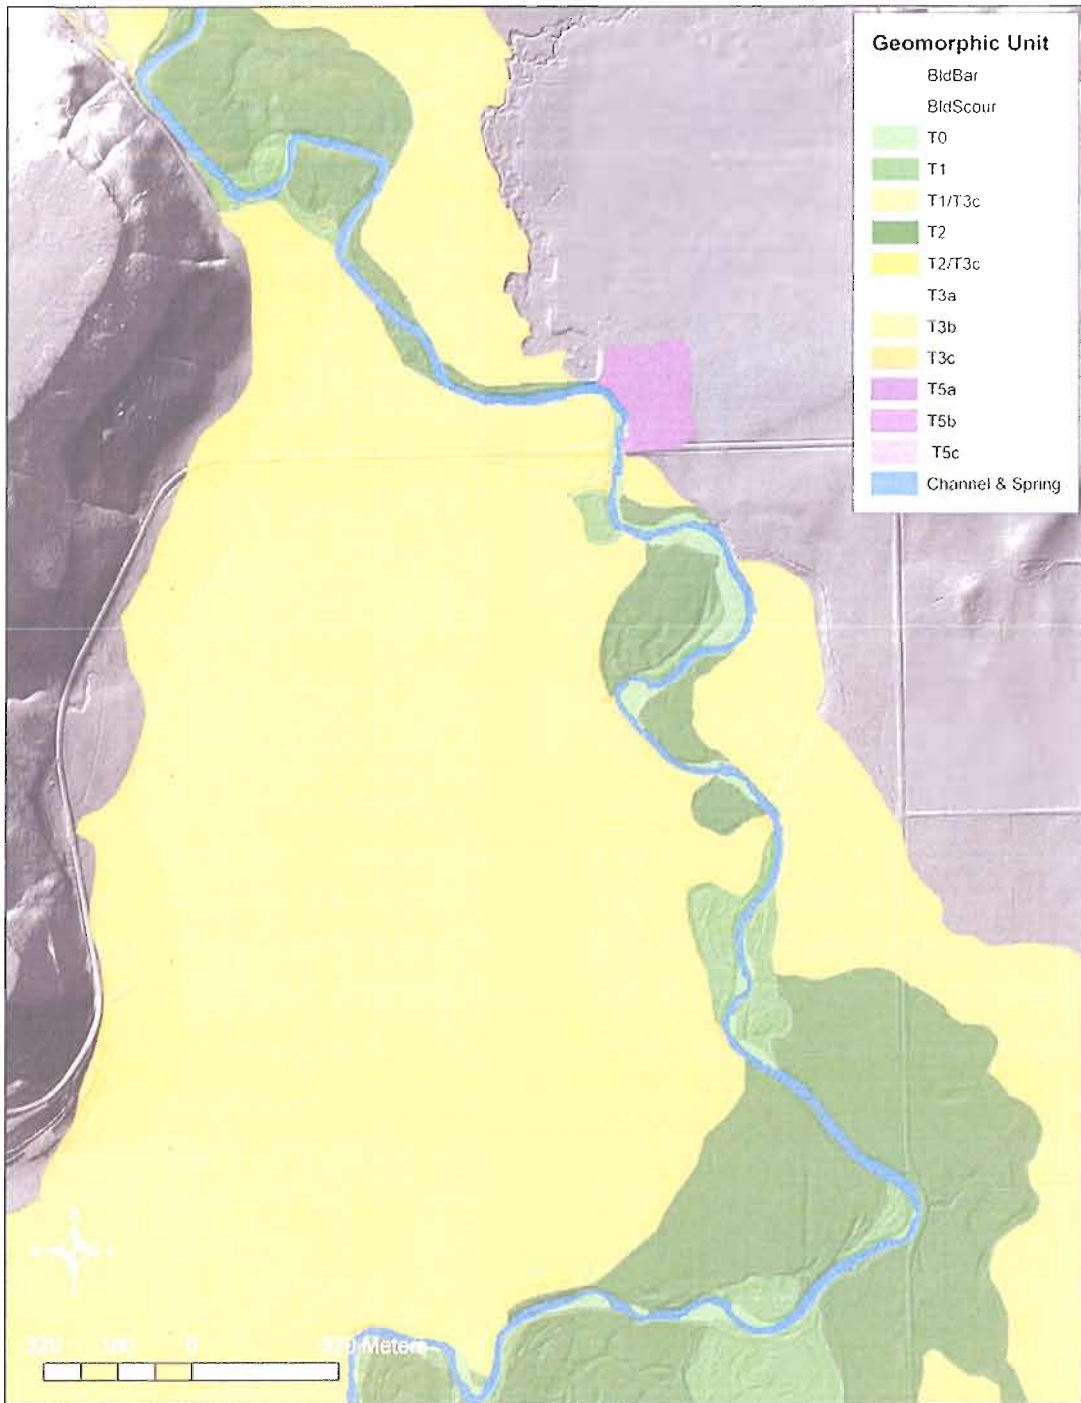 Geomorphic Unit
BldBar
BldScour
T0
T1
T1/T3c
T2
T2/T3c
T3a
T3b
T3c
T5a
T5b
T5c
Channel & Spring
0
Meters